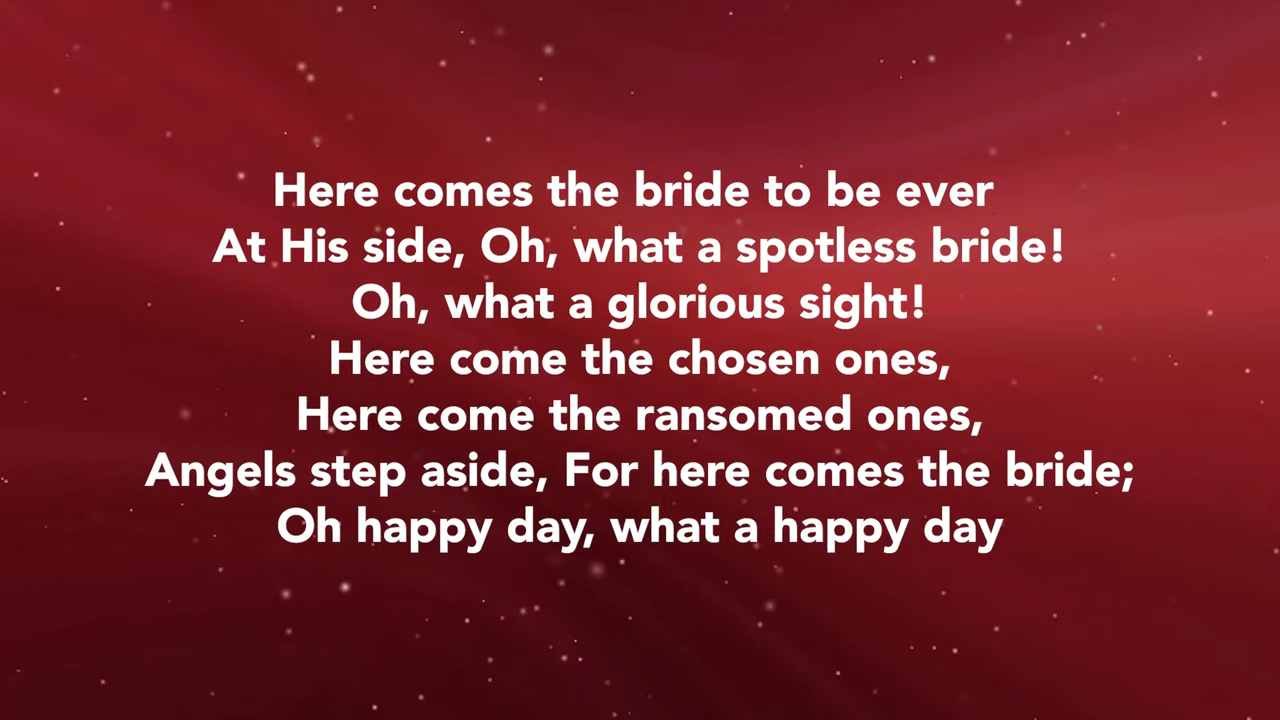 Here comes the bride to be ever
At His side, Oh, what a spotless bride!
Oh, what a glorious sight!
Here come the chosen ones,
Here come the ransomed ones,
Angels step aside, For here comes the bride;
Oh happy day, what a happy day